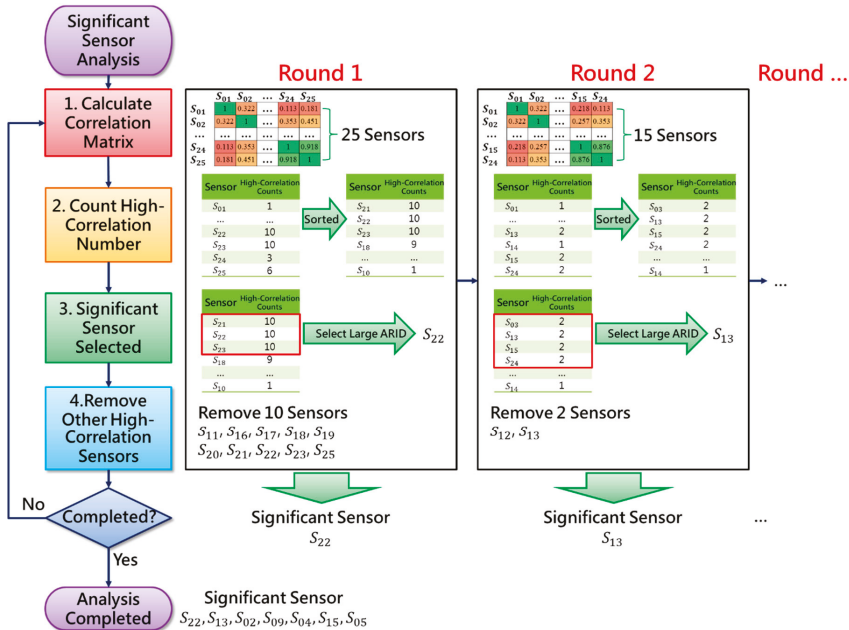 Significant
Sensor
Analysis
1. Calculate
Correlation
Matrix
2. Count High-
Correlation
Number
3. Significant
Sensor
Selected
4.Remove
Other High-
Correlation
Sensors
Completed?
No
Yes
Analysis
Completed
Round 1
S01 S02 ... S24 S25
S01 1 0.322 ... 0.113 0.181
S02 0.322 1 ... 0.353 0.451
... ... ... ... ... ...
S24 0.113 0.353 ... 1 0.918
S25 0.181 0.451 ... 0.918 1
25 Sensors
Sensor High-Correlation Counts
S01 1
... ...
S22 10
S23 10
S24 3
S25 6
Sorted
Sensor High-Correlation Counts
S21 10
S22 10
S23 10
S18 9
... ...
S10 1
Sensor High-Correlation Counts
S21 10
S22 10
S23 10
S18 9
... ...
S10 1
Select Large ARID
S22
Remove 10 Sensors
S11, S16, S17, S18, S19
S20, S21, S22, S23, S25
Significant Sensor
S22
Round 2
S01 S02 ... S15 S24
S01 1 0.322 ... 0.218 0.113
S02 0.322 1 ... 0.257 0.353
... ... ... ... ... ...
S15 0.218 0.257 ... 1 0.876
S24 0.113 0.353 ... 0.876 1
15 Sensors
Sensor High-Correlation Counts
S01 1
... ...
S13 2
S14 1
S15 2
S24 2
Sorted
Sensor High-Correlation Counts
S03 2
S13 2
S15 2
S24 2
... ...
S14 1
Sensor High-Correlation Counts
S03 2
S13 2
S15 2
S24 2
... ...
S14 1
Select Large ARID
S13
Remove 2 Sensors
S12, S13
Significant Sensor
S13
Round ...
...
...
Significant Sensor
S22,S13,S02,S09,S04,S15,S05